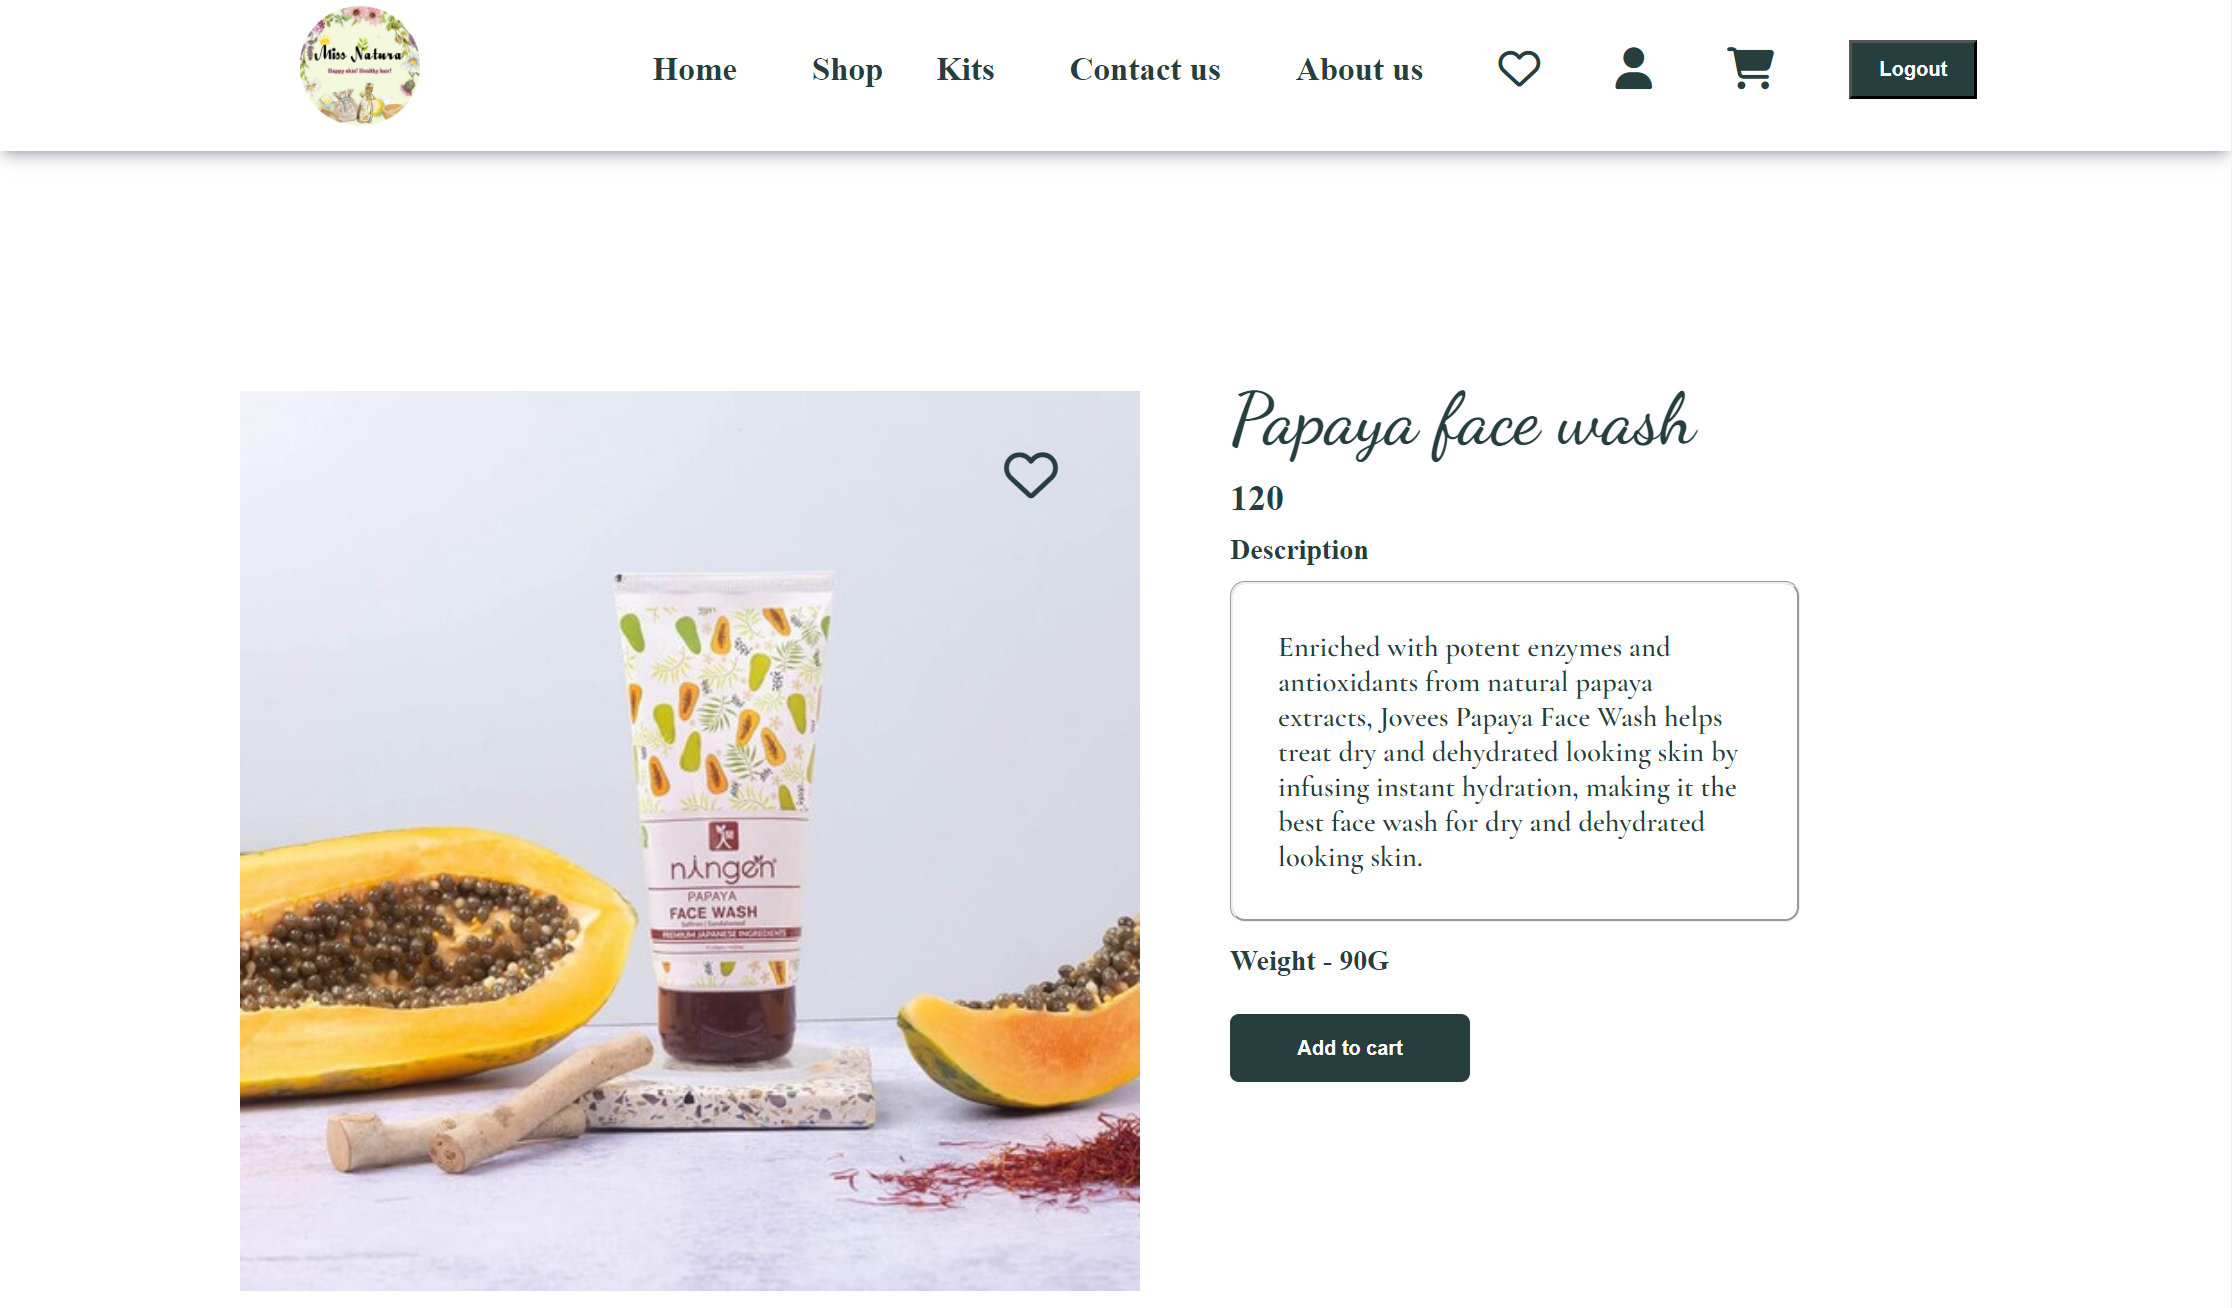 Miss Natura
Happy skin! Healthy hair!
Home
Shop
Kits
Contact us
About us
Logout
Papaya face wash
120
Description
Enriched with potent enzymes and
antioxidants from natural papaya
extracts, Jovees Papaya Face Wash helps
treat dry and dehydrated looking skin by
infusing instant hydration, making it the
best face wash for dry and dehydrated
looking skin.
Weight - 90G
Add to cart
ningen
PAPAYA
FACE WASH
Saffron | Sandalwood
PREMIUM JAPANESE INGREDIENTS